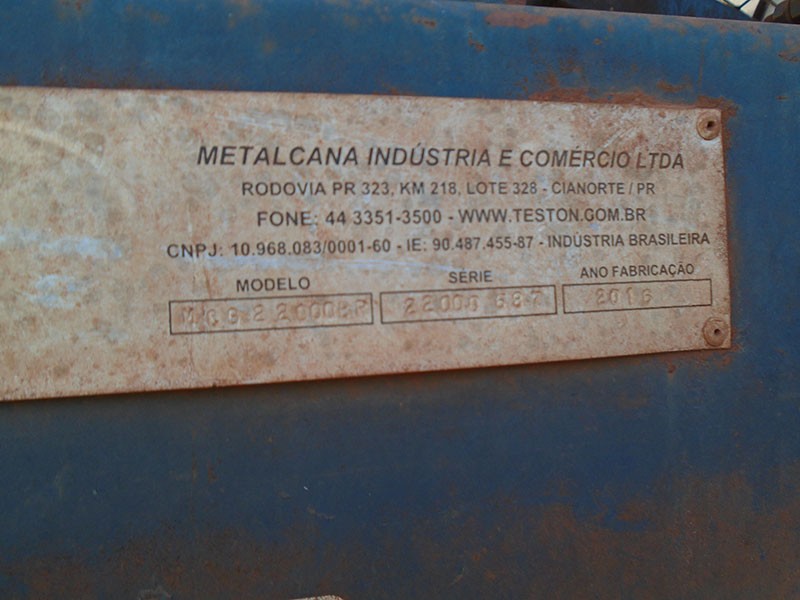 METALCANA INDÚSTRIA E COMÉRCIO LTDA
RODOVIA PR 323, KM 218, LOTE 328 - CIANORTE / PR
FONE: 44 3351-3500 - WWW.TESTON.COM.BR
CNPJ: 10.968.083/0001-60 - IE: 90.487.455-87 - INDÚSTRIA BRASILEIRA
MODELO SÉRIE ANO FABRICAÇÃO
2016